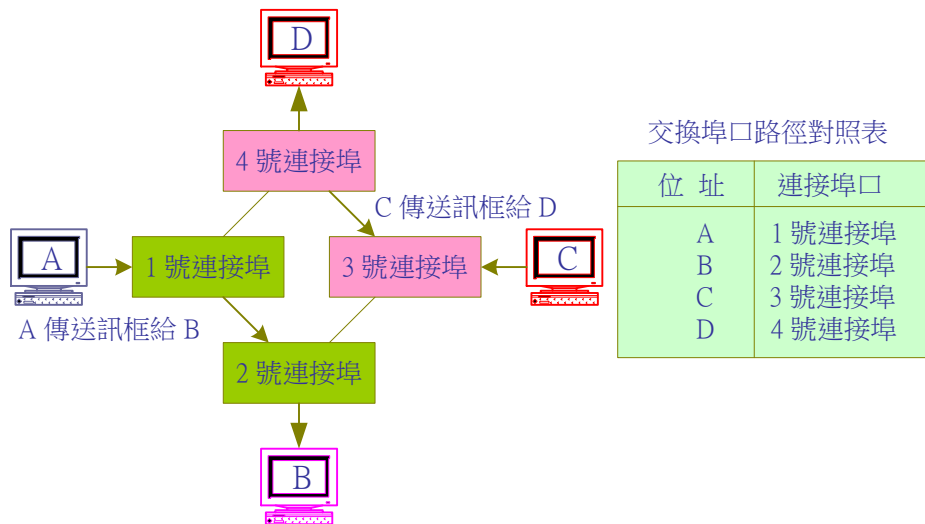 D
4 號連接埠
C 傳送訊框給 D
A
1 號連接埠
3 號連接埠
C
A 傳送訊框給 B
2 號連接埠
B
交換埠口路徑對照表
位 址 連接埠口
A 1 號連接埠
B 2 號連接埠
C 3 號連接埠
D 4 號連接埠